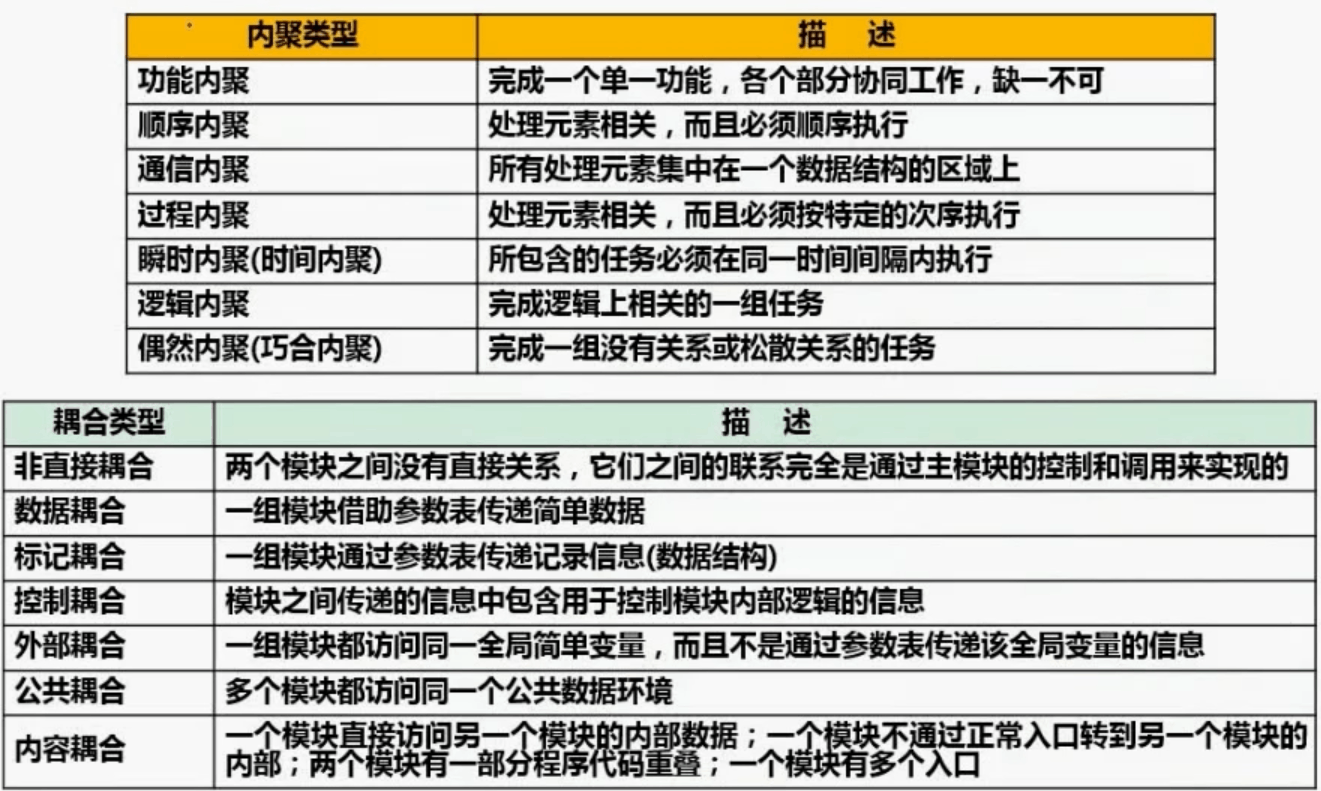 内聚类型 描 述
功能内聚 完成一个单一功能，各个部分协同工作，缺一不可
顺序内聚 处理元素相关，而且必须顺序执行
通信内聚 所有处理元素集中在一个数据结构的区域上
过程内聚 处理元素相关，而且必须按特定的次序执行
瞬时内聚(时间内聚) 所包含的任务必须在同一时间间隔内执行
逻辑内聚 完成逻辑上相关的一组任务
偶然内聚(巧合内聚) 完成一组没有关系或松散关系的任务
耦合类型 描 述
非直接耦合 两个模块之间没有直接关系，它们之间的联系完全是通过主模块的控制和调用来实现的
数据耦合 一组模块借助参数表传递简单数据
标记耦合 一组模块通过参数表传递记录信息(数据结构)
控制耦合 模块之间传递的信息中包含用于控制模块内部逻辑的信息
外部耦合 一组模块都访问同一全局简单变量，而且不是通过参数表传递该全局变量的信息
公共耦合 多个模块都访问同一个公共数据环境
内容耦合 一个模块直接访问另一个模块的内部数据；一个模块不通过正常入口转到另一个模块的
内部；两个模块有一部分程序代码重叠；一个模块有多个入口